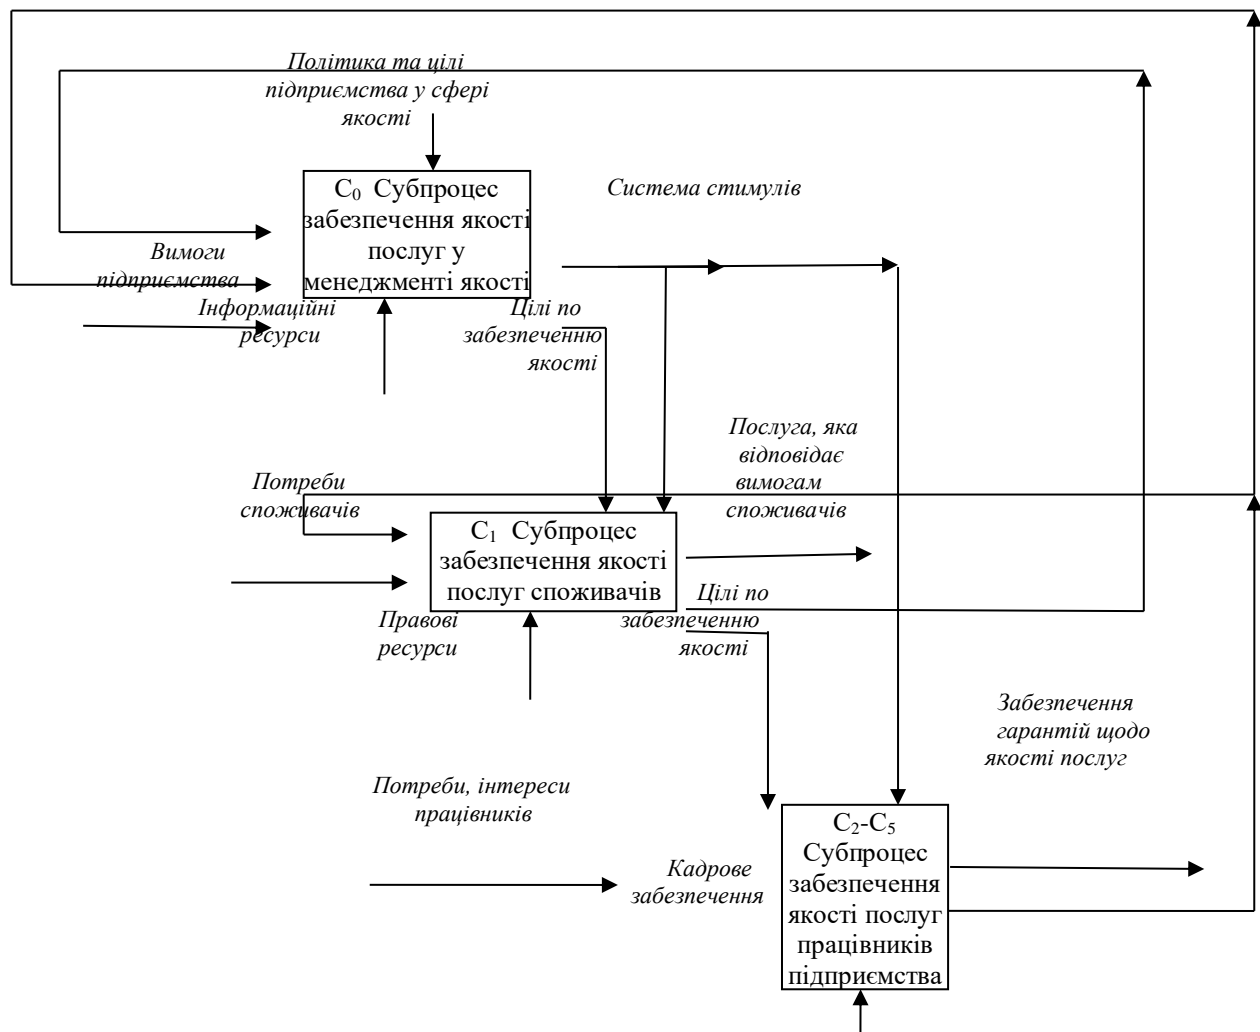 Політика та цілі
підприємства у сфері
якості
C₀ Субпроцес
забезпечення якості
послуг у
менеджменті якості
Система стимулів
Вимоги
підприємства
Інформаційні
ресурси
Цілі по
забезпеченню
якості
Послуга, яка
відповідає
вимогам
споживачів
Потреби
споживачів
C₁ Субпроцес
забезпечення якості
послуг споживачів
Цілі по
забезпеченню
якості
Правові
ресурси
Забезпечення
гарантій щодо
якості послуг
Потреби, інтереси
працівників
C₂-C₅
Субпроцес
забезпечення
якості послуг
працівників
підприємства
Кадрове
забезпечення